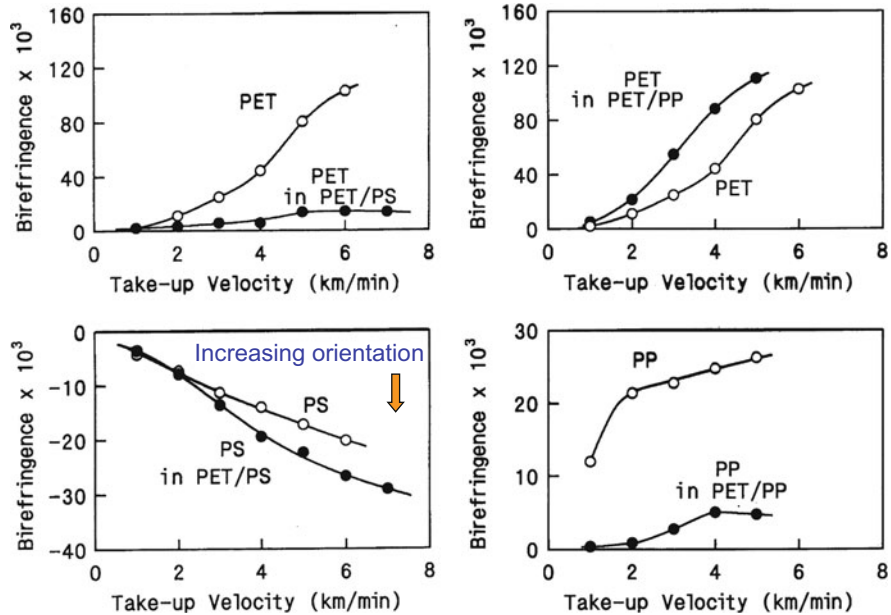 Birefringence x 10³
160
120
80
40
0
PET
PET
in PET/PS
0 2 4 6 8
Take-up Velocity (km/min)
Birefringence x 10³
160
120
80
40
0
PET
in PET/PP
PET
0 2 4 6 8
Take-up Velocity (km/min)
Birefringence x 10³
0
-10
-20
-30
-40
Increasing orientation
PS
PS
in PET/PS
0 2 4 6 8
Take-up Velocity (km/min)
Birefringence x 10³
30
20
10
0
PP
PP
in PET/PP
0 2 4 6 8
Take-up Velocity (km/min)